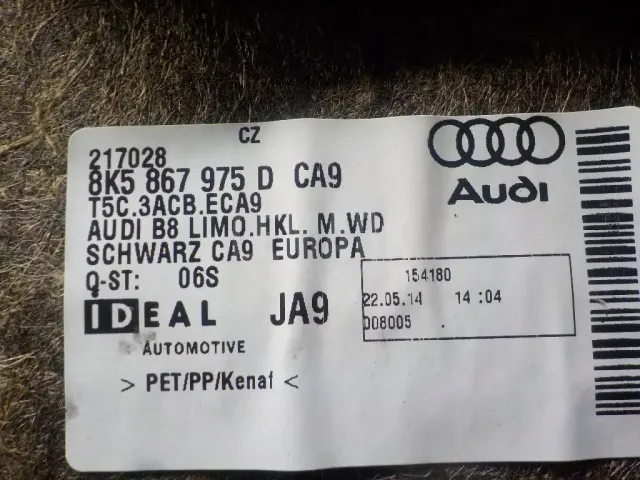 CZ
217028
8K5 867 975 D CA9
T5C.3ACB.ECA9
AUDI B8 LIMO.HKL. M.WD
SCHWARZ CA9 EUROPA
Q-ST: 06S
IDEAL JA9
AUTOMOTIVE
> PET/PP/Kenaf <
Audi
154180
22.05.14 14:04
D08005 .